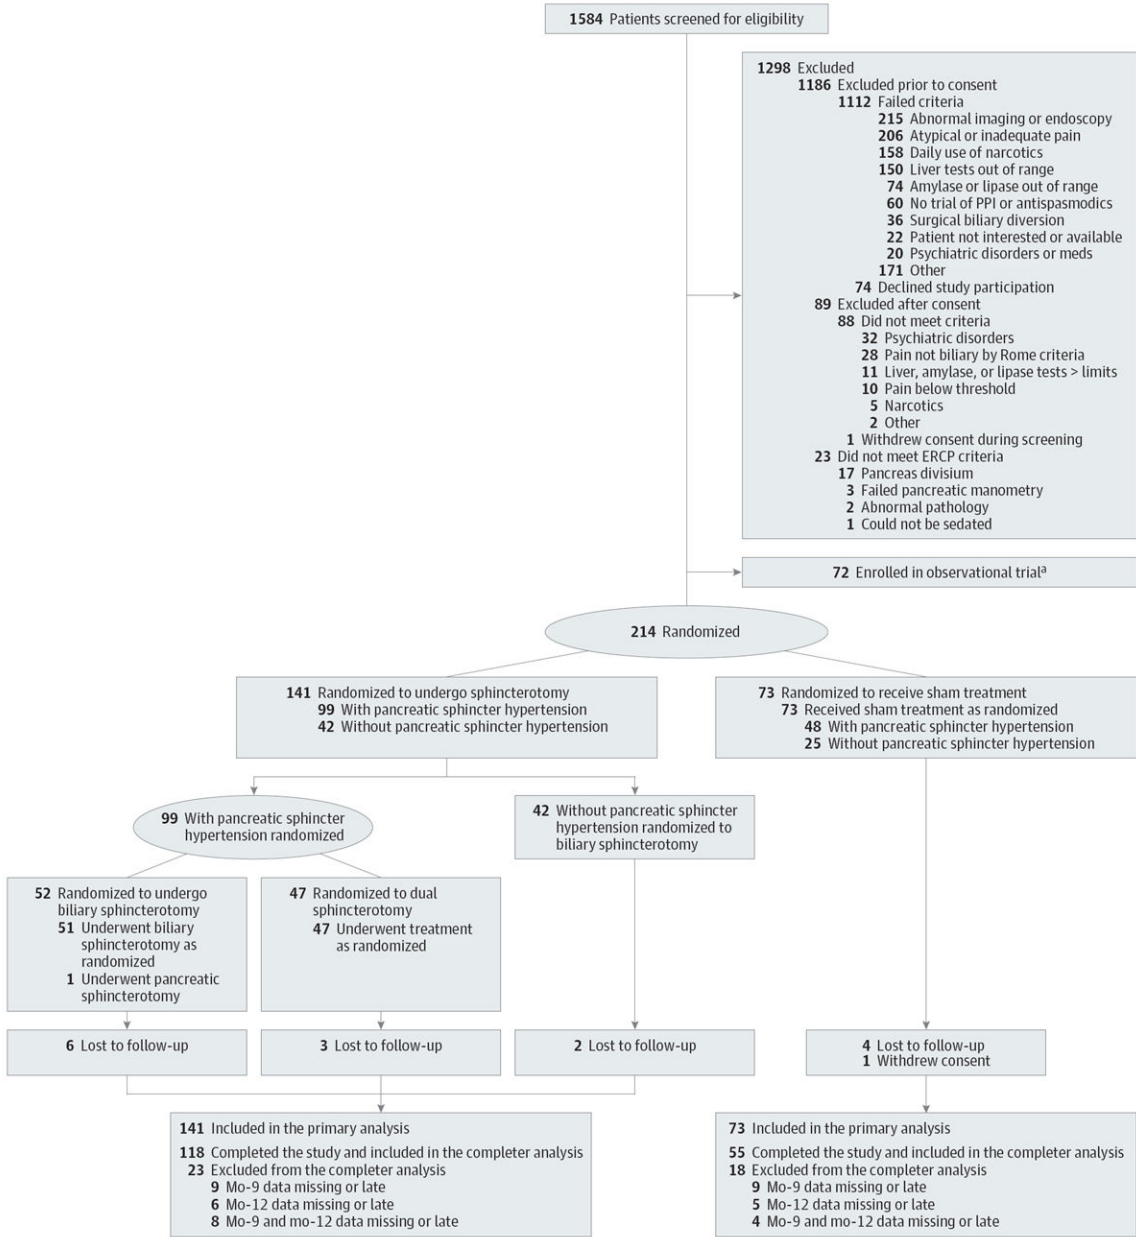 1584 Patients screened for eligibility
1298 Excluded
1186 Excluded prior to consent
1112 Failed criteria
215 Abnormal imaging or endoscopy
206 Atypical or inadequate pain
158 Daily use of narcotics
150 Liver tests out of range
74 Amylase or lipase out of range
60 No trial of PPI or antispasmodics
36 Surgical biliary diversion
22 Patient not interested or available
20 Psychiatric disorders or meds
171 Other
74 Declined study participation
89 Excluded after consent
88 Did not meet criteria
32 Psychiatric disorders
28 Pain not biliary by Rome criteria
11 Liver, amylase, or lipase tests > limits
10 Pain below threshold
5 Narcotics
2 Other
1 Withdrew consent during screening
23 Did not meet ERCP criteria
17 Pancreas divisium
3 Failed pancreatic manometry
2 Abnormal pathology
1 Could not be sedated
72 Enrolled in observational trialᵃ
214 Randomized
141 Randomized to undergo sphincterotomy
99 With pancreatic sphincter hypertension
42 Without pancreatic sphincter hypertension
73 Randomized to receive sham treatment
73 Received sham treatment as randomized
48 With pancreatic sphincter hypertension
25 Without pancreatic sphincter hypertension
99 With pancreatic sphincter
hypertension randomized
42 Without pancreatic sphincter
hypertension randomized to
biliary sphincterotomy
52 Randomized to undergo
biliary sphincterotomy
51 Underwent biliary
sphincterotomy as
randomized
1 Underwent pancreatic
sphincterotomy
47 Randomized to dual
sphincterotomy
47 Underwent treatment
as randomized
6 Lost to follow-up
3 Lost to follow-up
2 Lost to follow-up
4 Lost to follow-up
1 Withdrew consent
141 Included in the primary analysis
118 Completed the study and included in the completer analysis
23 Excluded from the completer analysis
9 Mo-9 data missing or late
6 Mo-12 data missing or late
8 Mo-9 and mo-12 data missing or late
73 Included in the primary analysis
55 Completed the study and included in the completer analysis
18 Excluded from the completer analysis
9 Mo-9 data missing or late
5 Mo-12 data missing or late
4 Mo-9 and mo-12 data missing or late